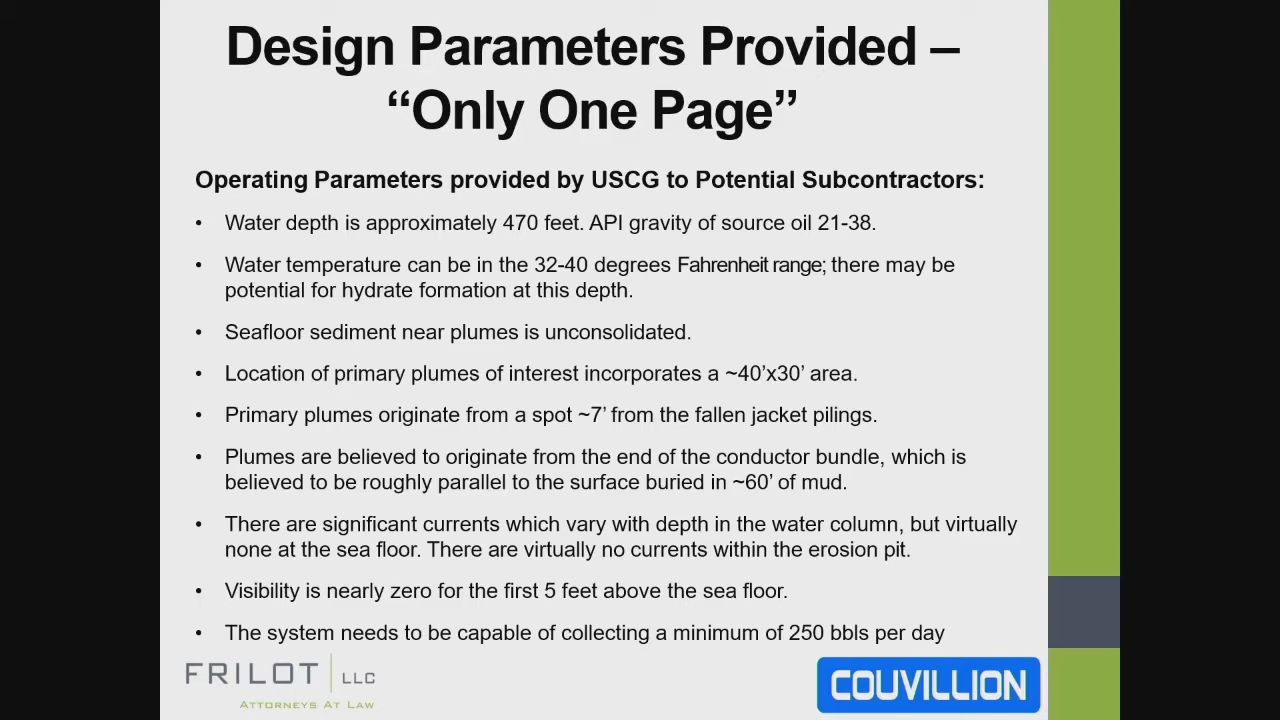 Design Parameters Provided –
“Only One Page”
Operating Parameters provided by USCG to Potential Subcontractors:
• Water depth is approximately 470 feet. API gravity of source oil 21-38.
• Water temperature can be in the 32-40 degrees Fahrenheit range; there may be
potential for hydrate formation at this depth.
• Seafloor sediment near plumes is unconsolidated.
• Location of primary plumes of interest incorporates a ~40’x30’ area.
• Primary plumes originate from a spot ~7’ from the fallen jacket pilings.
• Plumes are believed to originate from the end of the conductor bundle, which is
believed to be roughly parallel to the surface buried in ~60’ of mud.
• There are significant currents which vary with depth in the water column, but virtually
none at the sea floor. There are virtually no currents within the erosion pit.
• Visibility is nearly zero for the first 5 feet above the sea floor.
• The system needs to be capable of collecting a minimum of 250 bbls per day
FRILOT LLC
ATTORNEYS AT LAW
COUVILLION